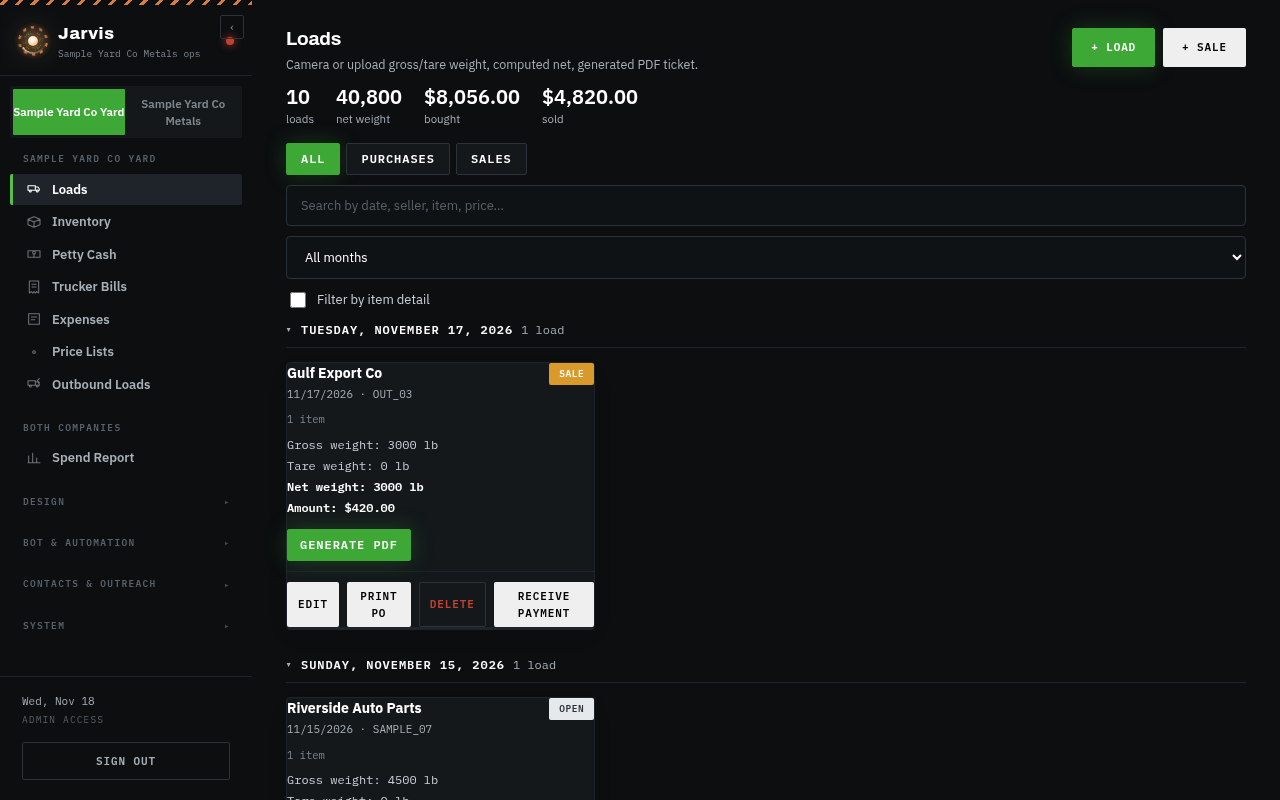 Jarvis
Sample Yard Co Metals ops
‹
Sample Yard Co Yard
Sample Yard Co
Metals
SAMPLE YARD CO YARD
Loads
Inventory
Petty Cash
Trucker Bills
Expenses
Price Lists
Outbound Loads
BOTH COMPANIES
Spend Report
DESIGN
BOT & AUTOMATION
CONTACTS & OUTREACH
SYSTEM
Wed, Nov 18
ADMIN ACCESS
SIGN OUT
Loads
Camera or upload gross/tare weight, computed net, generated PDF ticket.
+ LOAD
+ SALE
10 40,800 $8,056.00 $4,820.00
loads net weight bought sold
ALL PURCHASES SALES
Search by date, seller, item, price...
All months
Filter by item detail
TUESDAY, NOVEMBER 17, 2026 1 load
Gulf Export Co SALE
11/17/2026 · OUT_03
1 item
Gross weight: 3000 lb
Tare weight: 0 lb
Net weight: 3000 lb
Amount: $420.00
GENERATE PDF
EDIT
PRINT
PO
DELETE
RECEIVE
PAYMENT
SUNDAY, NOVEMBER 15, 2026 1 load
Riverside Auto Parts OPEN
11/15/2026 · SAMPLE_07
1 item
Gross weight: 4500 lb
Tare weight: 0 lb